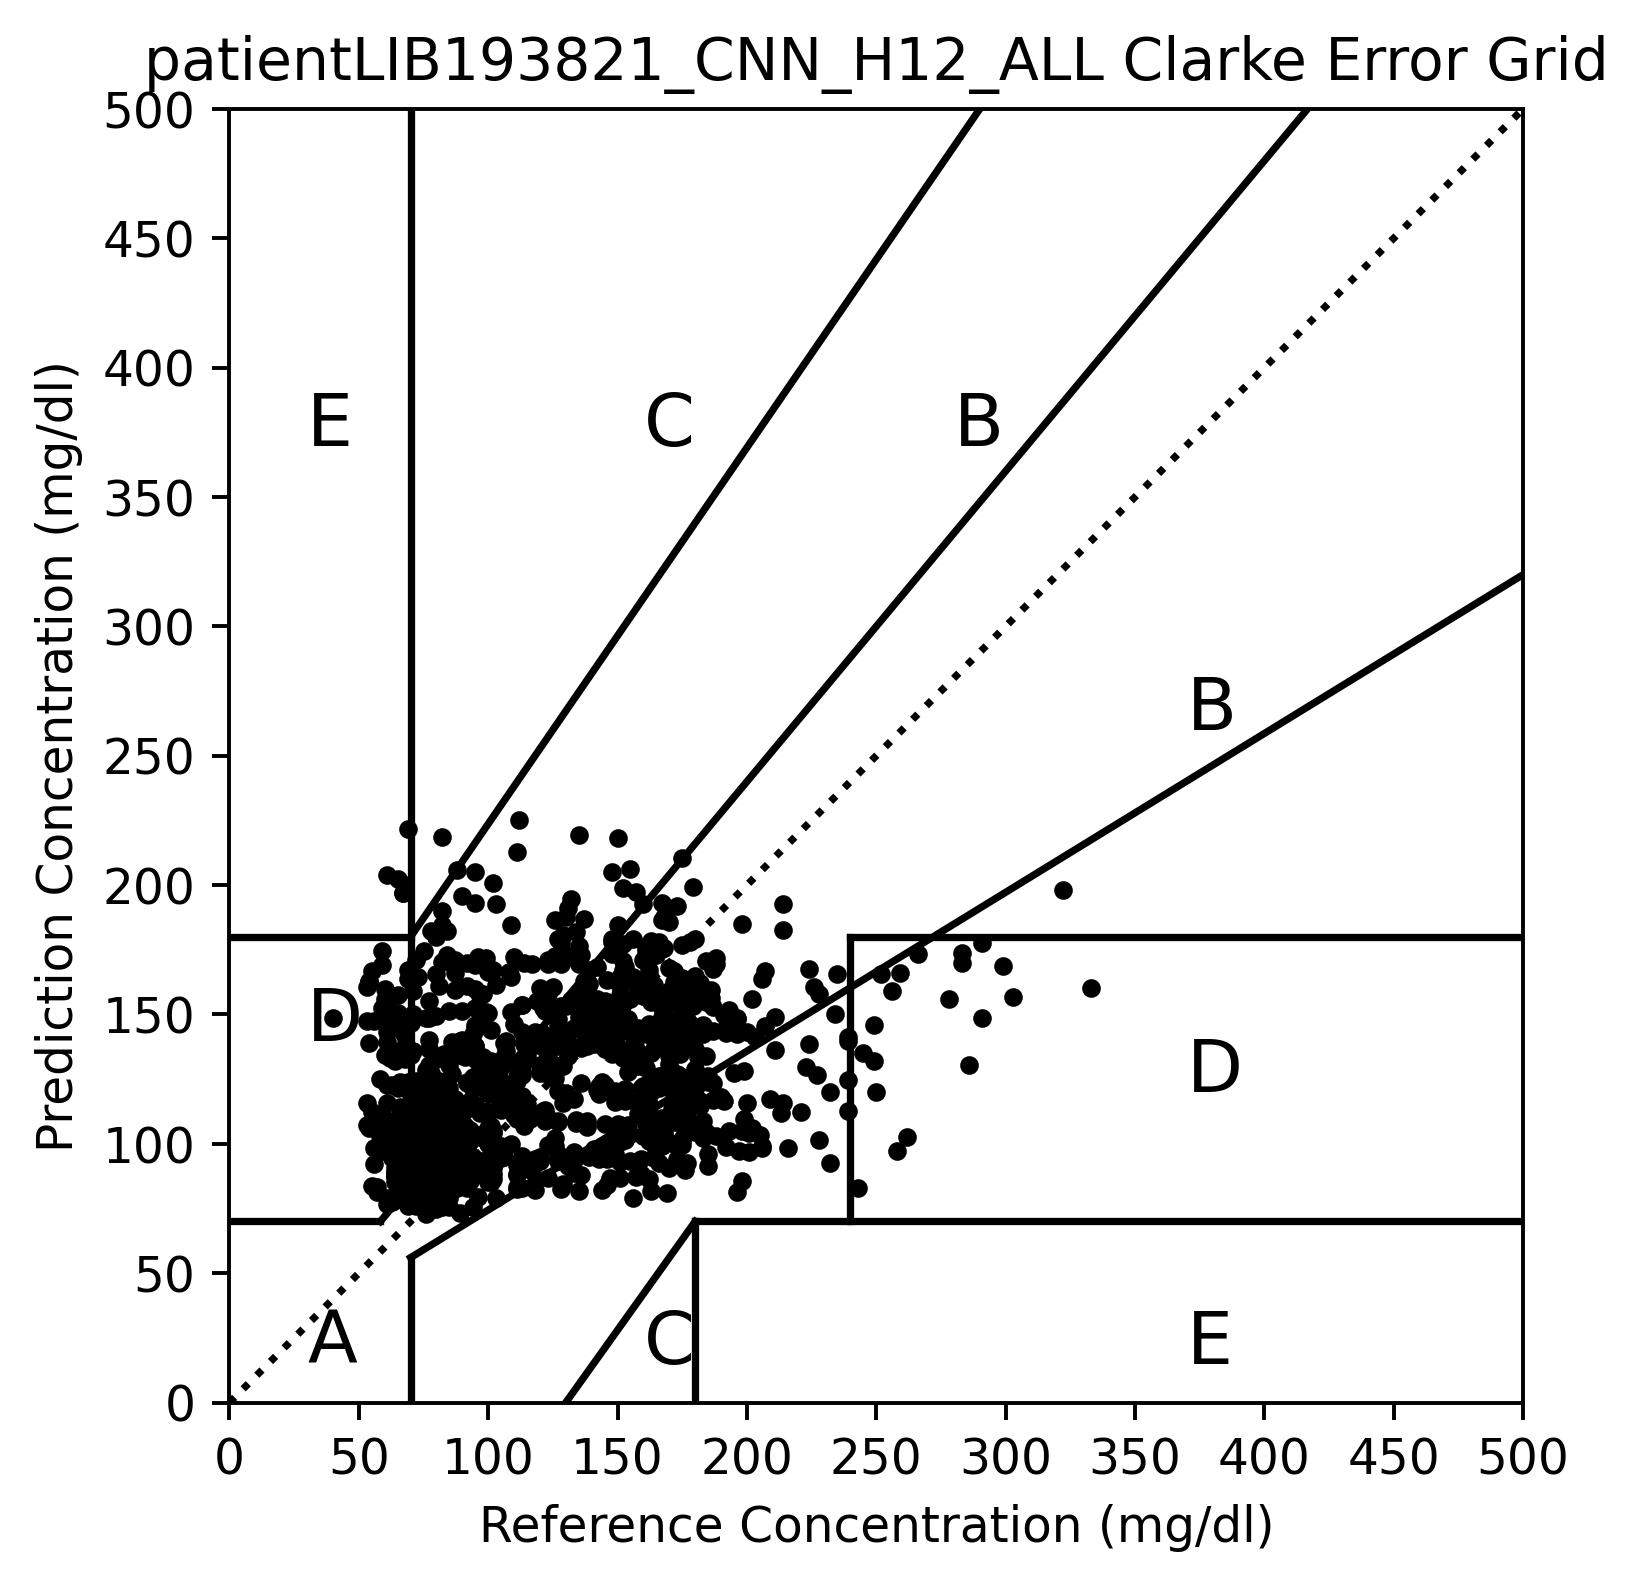 patientLIB193821_CNN_H12_ALL Clarke Error Grid
Prediction Concentration (mg/dl)
500
450
400
350
300
250
200
150
100
50
0
E
C
B
B
D
D
A
C
E
0 50 100 150 200 250 300 350 400 450 500
Reference Concentration (mg/dl)